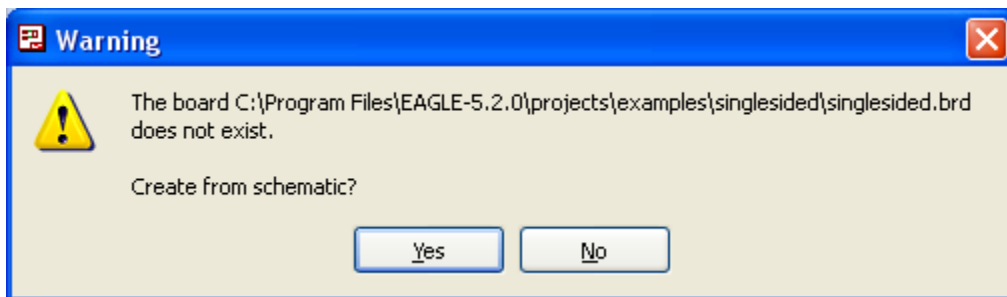 Warning
The board C:\Program Files\EAGLE-5.2.0\projects\examples\singlesided\singlesided.brd
does not exist.
Create from schematic?
Yes No